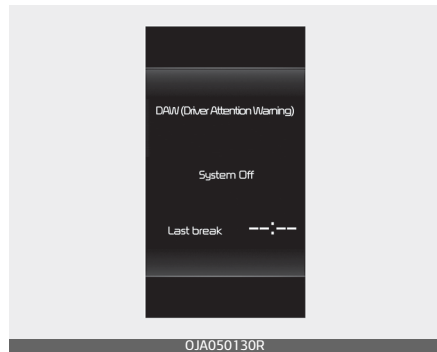 DAW (Driver Attention Warning)
System Off
Last break --:--
OJA050130R